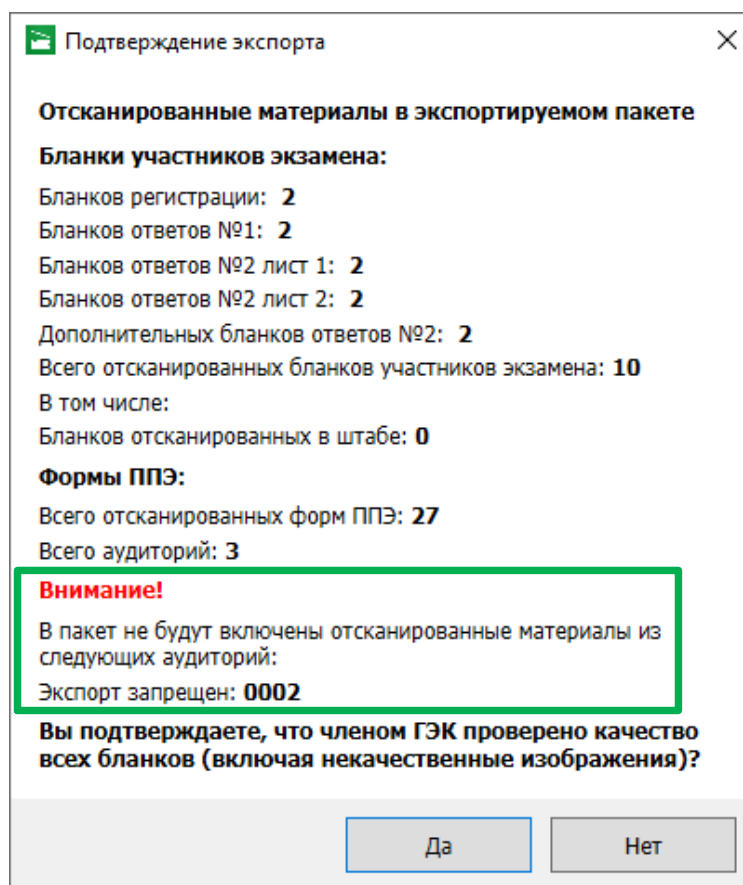 Подтверждение экспорта
Отсканированные материалы в экспортируемом пакете
Бланки участников экзамена:
Бланков регистрации: 2
Бланков ответов №1: 2
Бланков ответов №2 лист 1: 2
Бланков ответов №2 лист 2: 2
Дополнительных бланков ответов №2: 2
Всего отсканированных бланков участников экзамена: 10
В том числе:
Бланков отсканированных в штабе: 0
Формы ППЭ:
Всего отсканированных форм ППЭ: 27
Всего аудиторий: 3
Внимание!
В пакет не будут включены отсканированные материалы из
следующих аудиторий:
Экспорт запрещен: 0002
Вы подтверждаете, что членом ГЭК проверено качество
всех бланков (включая некачественные изображения)?
Да
Нет